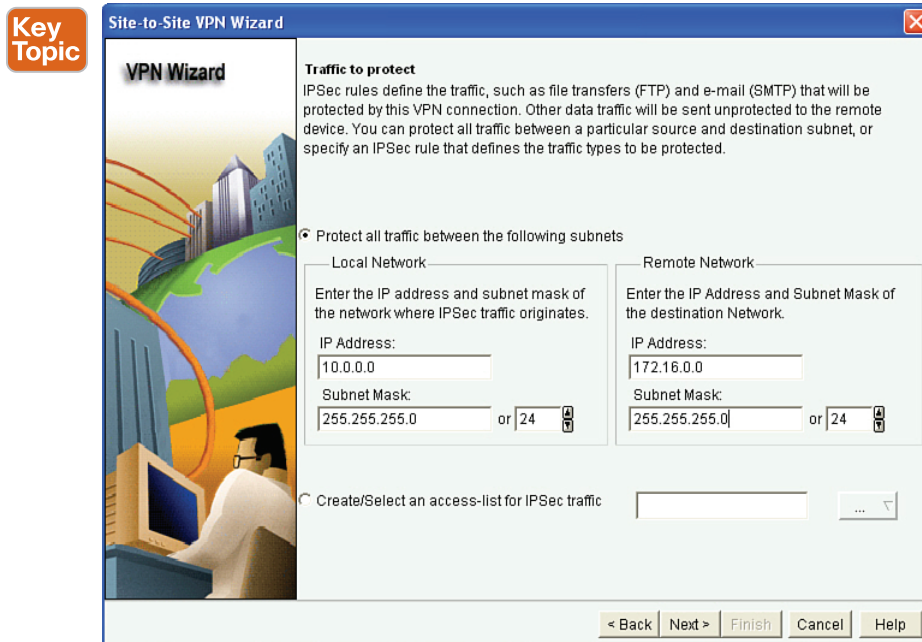 Key
Topic
Site-to-Site VPN Wizard
VPN Wizard
Traffic to protect
IPSec rules define the traffic, such as file transfers (FTP) and e-mail (SMTP) that will be
protected by this VPN connection. Other data traffic will be sent unprotected to the remote
device. You can protect all traffic between a particular source and destination subnet, or
specify an IPSec rule that defines the traffic types to be protected.
Protect all traffic between the following subnets
Local Network
Enter the IP address and subnet mask of
the network where IPSec traffic originates.
IP Address:
10.0.0.0
Subnet Mask:
255.255.255.0 or 24
Remote Network
Enter the IP Address and Subnet Mask of
the destination Network.
IP Address:
172.16.0.0
Subnet Mask:
255.255.255.0 or 24
Create/Select an access-list for IPSec traffic
...
< Back Next > Finish Cancel Help